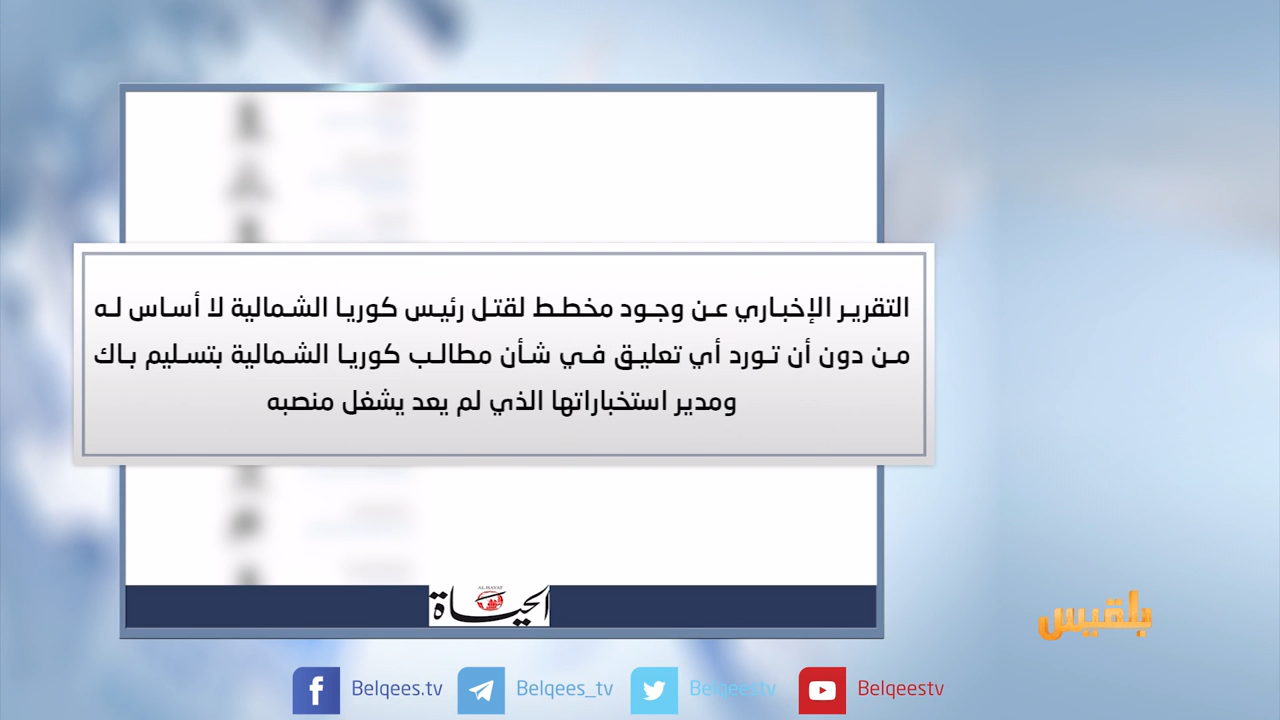 التقرير الإخباري عن وجود مخطط لقتل رئيس كوريا الشمالية لا أساس له
من دون أن تورد أي تعليق في شأن مطالب كوريا الشمالية بتسليم باك
ومدير استخباراتها الذي لم يعد يشغل منصبه
AL HAYAT
الحياة
بلقيس
Belqees.tv
Belqees_tv
Belqeestv
Belqeestv